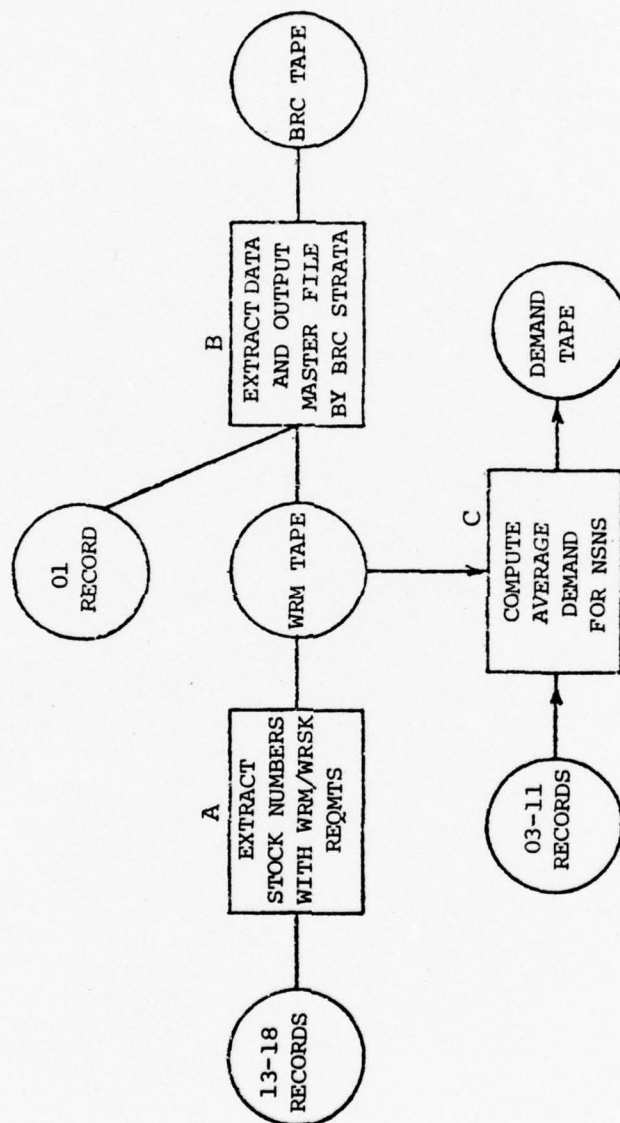 01
RECORD
B
EXTRACT DATA
AND OUTPUT
MASTER FILE
BY BRC STRATA
BRC TAPE
A
EXTRACT
STOCK NUMBERS
WITH WRM/WRSK
REQMTS
WRM TAPE
13-18
RECORDS
C
COMPUTE
AVERAGE
DEMAND
FOR NSNS
DEMAND
TAPE
03-11
RECORDS